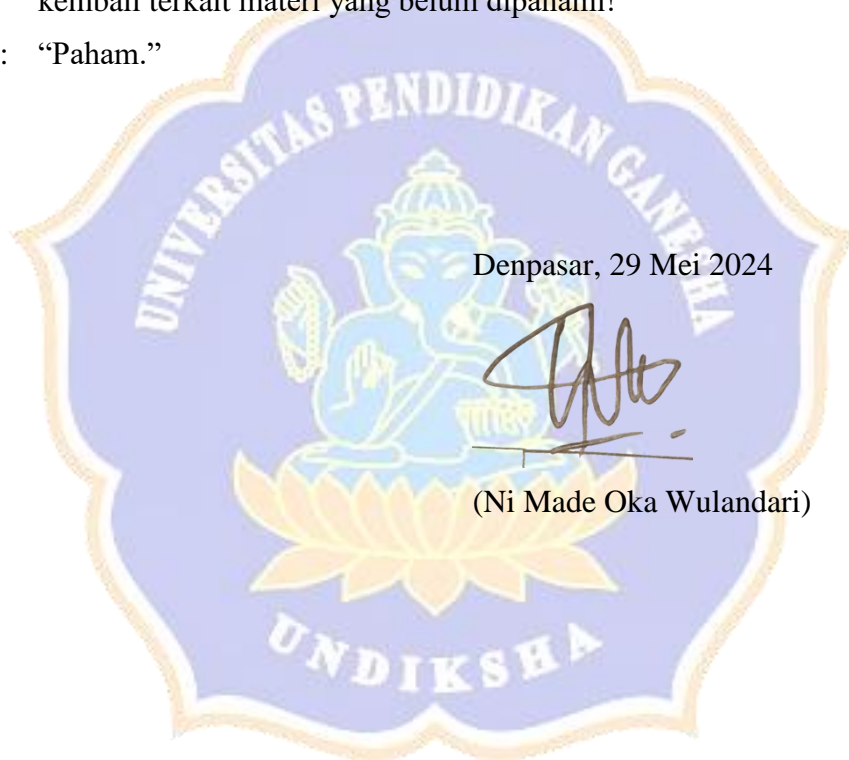 kembali terkait materi yang belum dipahami?
: “Paham.”
UNIVERSITAS PENDIDIKAN GANESHA
Denpasar, 29 Mei 2024
(Ni Made Oka Wulandari)
UNDIKSHA